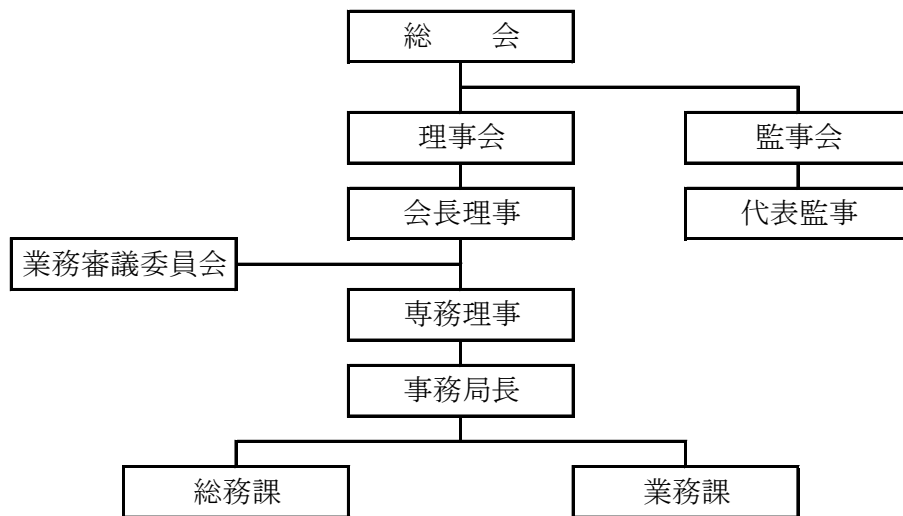 総　　会
理事会
監事会
会長理事
代表監事
業務審議委員会
専務理事
事務局長
総務課
業務課